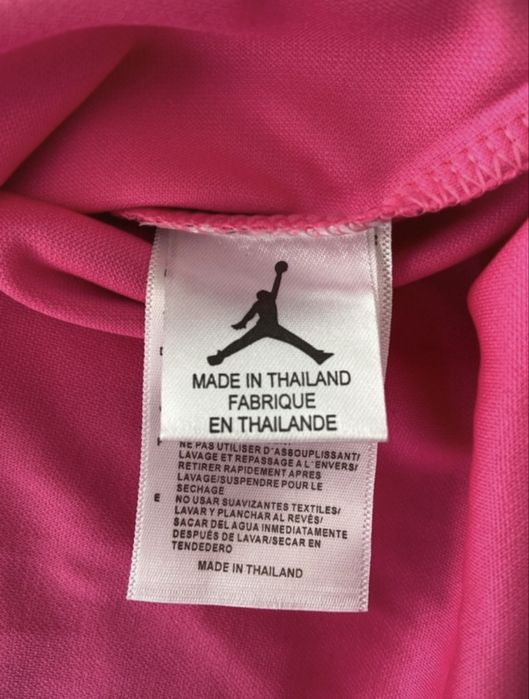 MADE IN THAILAND
FABRIQUE
EN THAILANDE
NE PAS UTILISER D'ASBOUPLISSANT/
LAVAGE ET REPASSAGE A L'ENVERS/
RETIRER RAPIDEMENT APRES
LAVAGE/SUSPENDRE POUR LE
SECHAGE
E NO USAR SUAVIZANTES TEXTILES/
LAVAR Y PLANCHAR AL REVÉS/
SACAR DEL AGUA INMEDIATAMENTE
DESPUÉS DE LAVAR/SECAR EN
TENDEDERO
MADE IN THAILAND